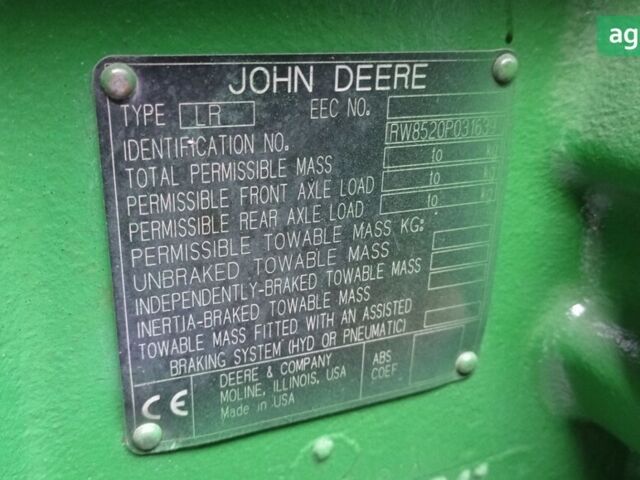 ag
JOHN DEERE
TYPE LR EEC NO.
IDENTIFICATION NO.
TOTAL PERMISSIBLE MASS to kg
PERMISSIBLE FRONT AXLE LOAD to kg
PERMISSIBLE REAR AXLE LOAD to kg
PERMISSIBLE TOWABLE MASS KG:
UNBRAKED TOWABLE MASS
INDEPENDENTLY-BRAKED TOWABLE MASS
INERTIA-BRAKED TOWABLE MASS
TOWABLE MASS FITTED WITH AN ASSISTED
BRAKING SYSTEM (HYD OR PNEUMATIC)
CE
DEERE & COMPANY
MOLINE, ILLINOIS, USA
Made in USA
ABS
COEF